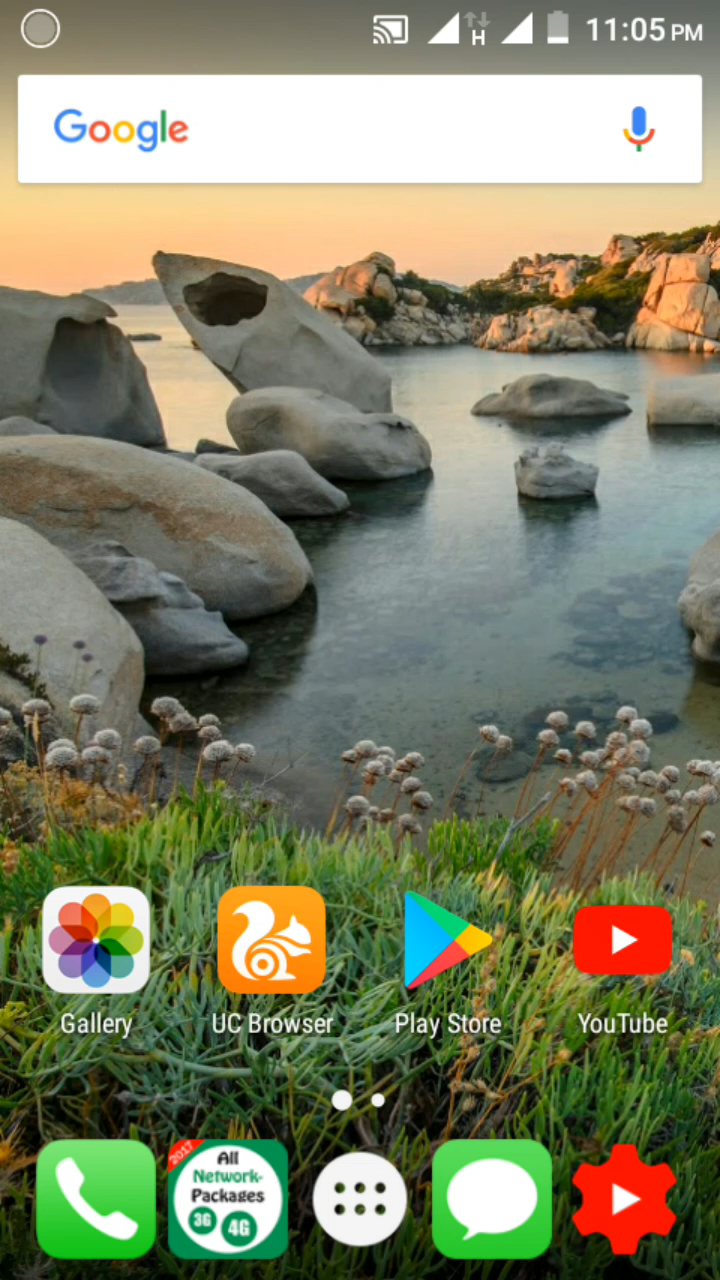 H 11:05 PM
Google
Gallery UC Browser Play Store YouTube
2017
All
Network-
Packages
3G 4G